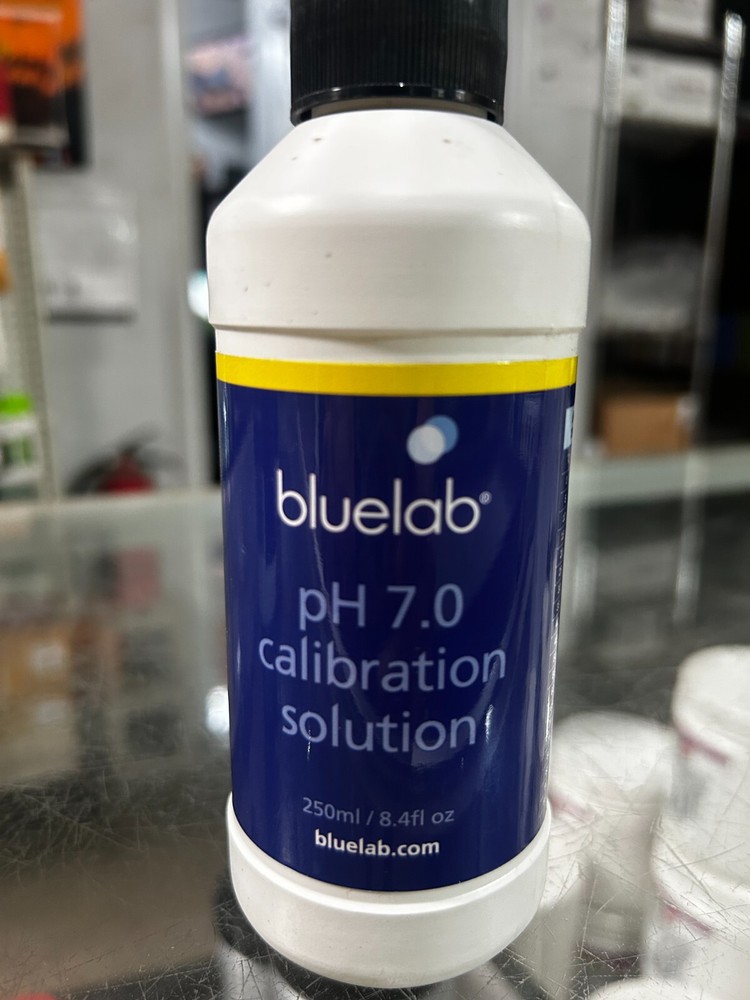 bluelab®
pH 7.0
calibration
solution
250ml / 8.4fl oz
bluelab.com